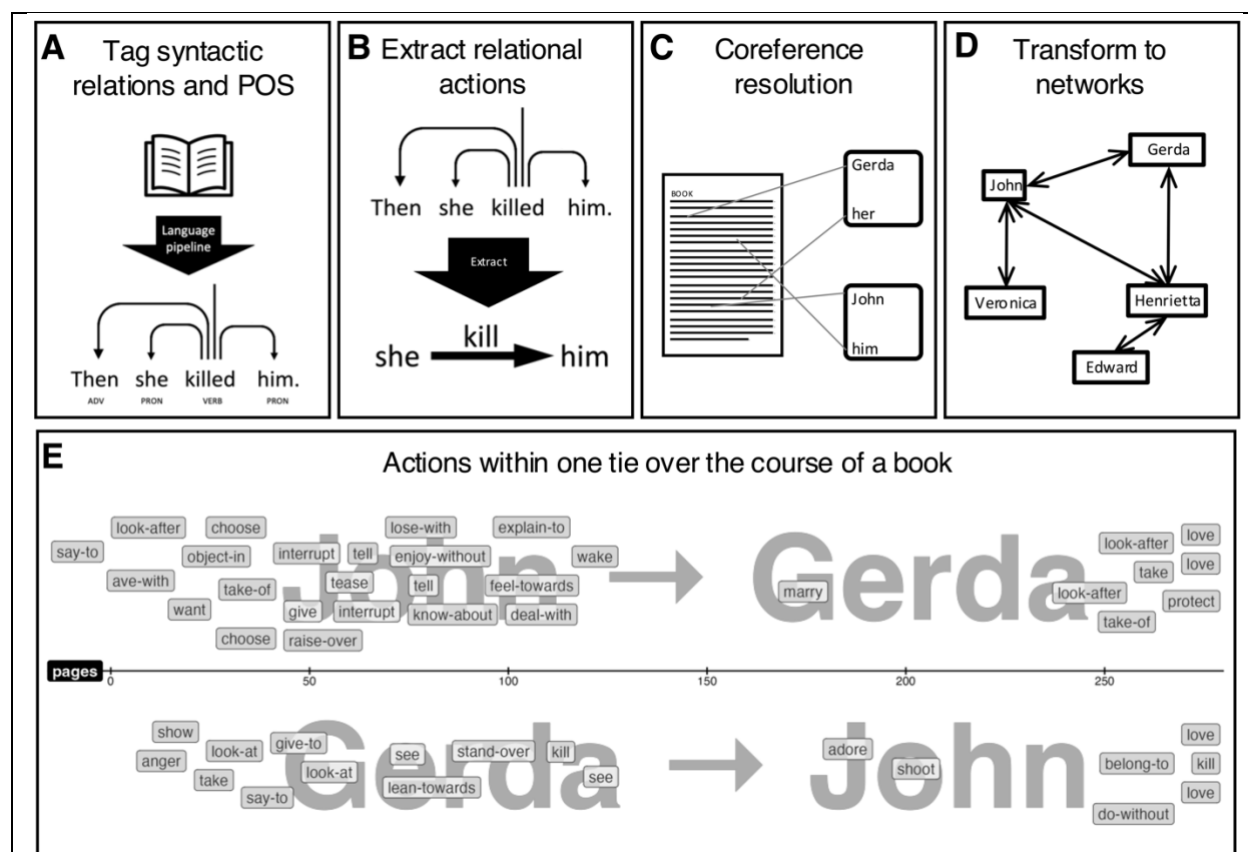 A
Tag syntactic
relations and POS
Language
pipeline
Then she killed him.
ADV PRON VERB PRON
B
Extract relational
actions
Then she killed him.
Extract
kill
she him
C
Coreference
resolution
BOOK
Gerda
her
John
him
D
Transform to
networks
Gerda
John
Veronica
Henrietta
Edward
E
Actions within one tie over the course of a book
John Gerda
look-after choose lose-with explain-to love
say-to object-in interrupt tell enjoy-without wake look-after
love
ave-with take-of tease tell feel-towards marry look-after take
protect
want give interrupt know-about deal-with take-of
choose raise-over
pages
0 50 100 150 200 250
Gerda John
show look-at give-to see stand-over kill adore love
anger take look-at see shoot belong-to kill
say-to lean-towards love
do-without